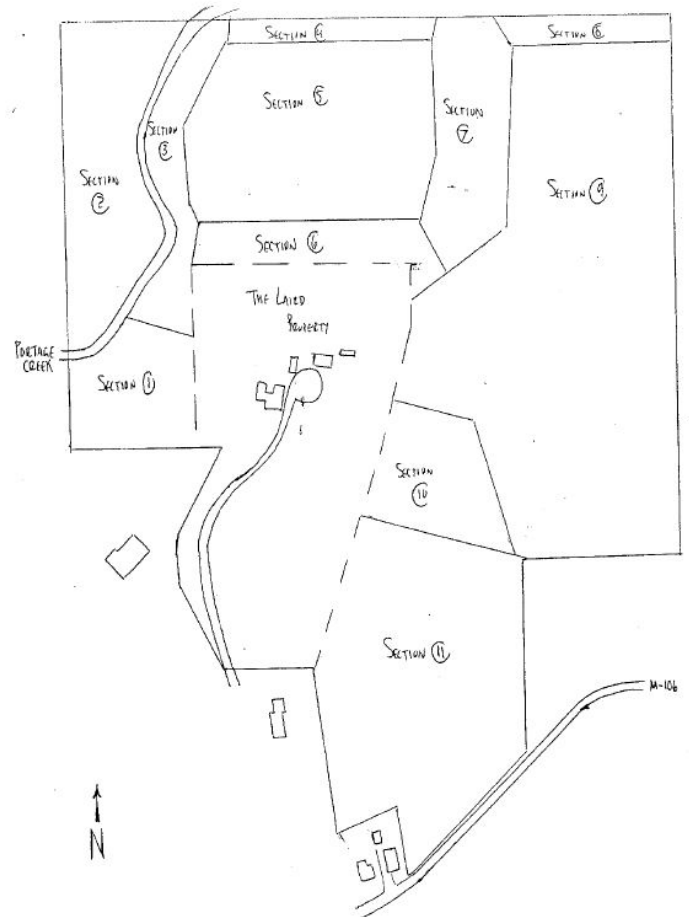 SECTION 4
SECTION 8
SECTION 5
SECTION 3
SECTION 7
SECTION 2
SECTION 9
SECTION 6
THE LAIRD
PROPERTY
PORTAGE
CREEK
SECTION 1
SECTION 10
SECTION 11
M-106
N